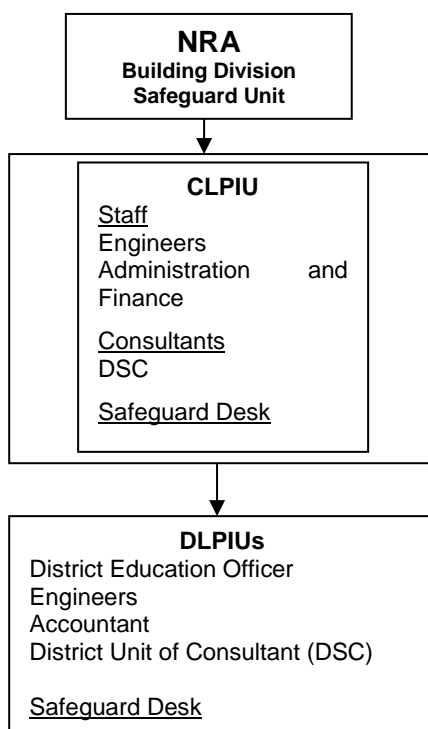 NRA
Building Division
Safeguard Unit
CLPIU
Staff
Engineers
Administration and
Finance
Consultants
DSC
Safeguard Desk
DLPIUs
District Education Officer
Engineers
Accountant
District Unit of Consultant (DSC)
Safeguard Desk